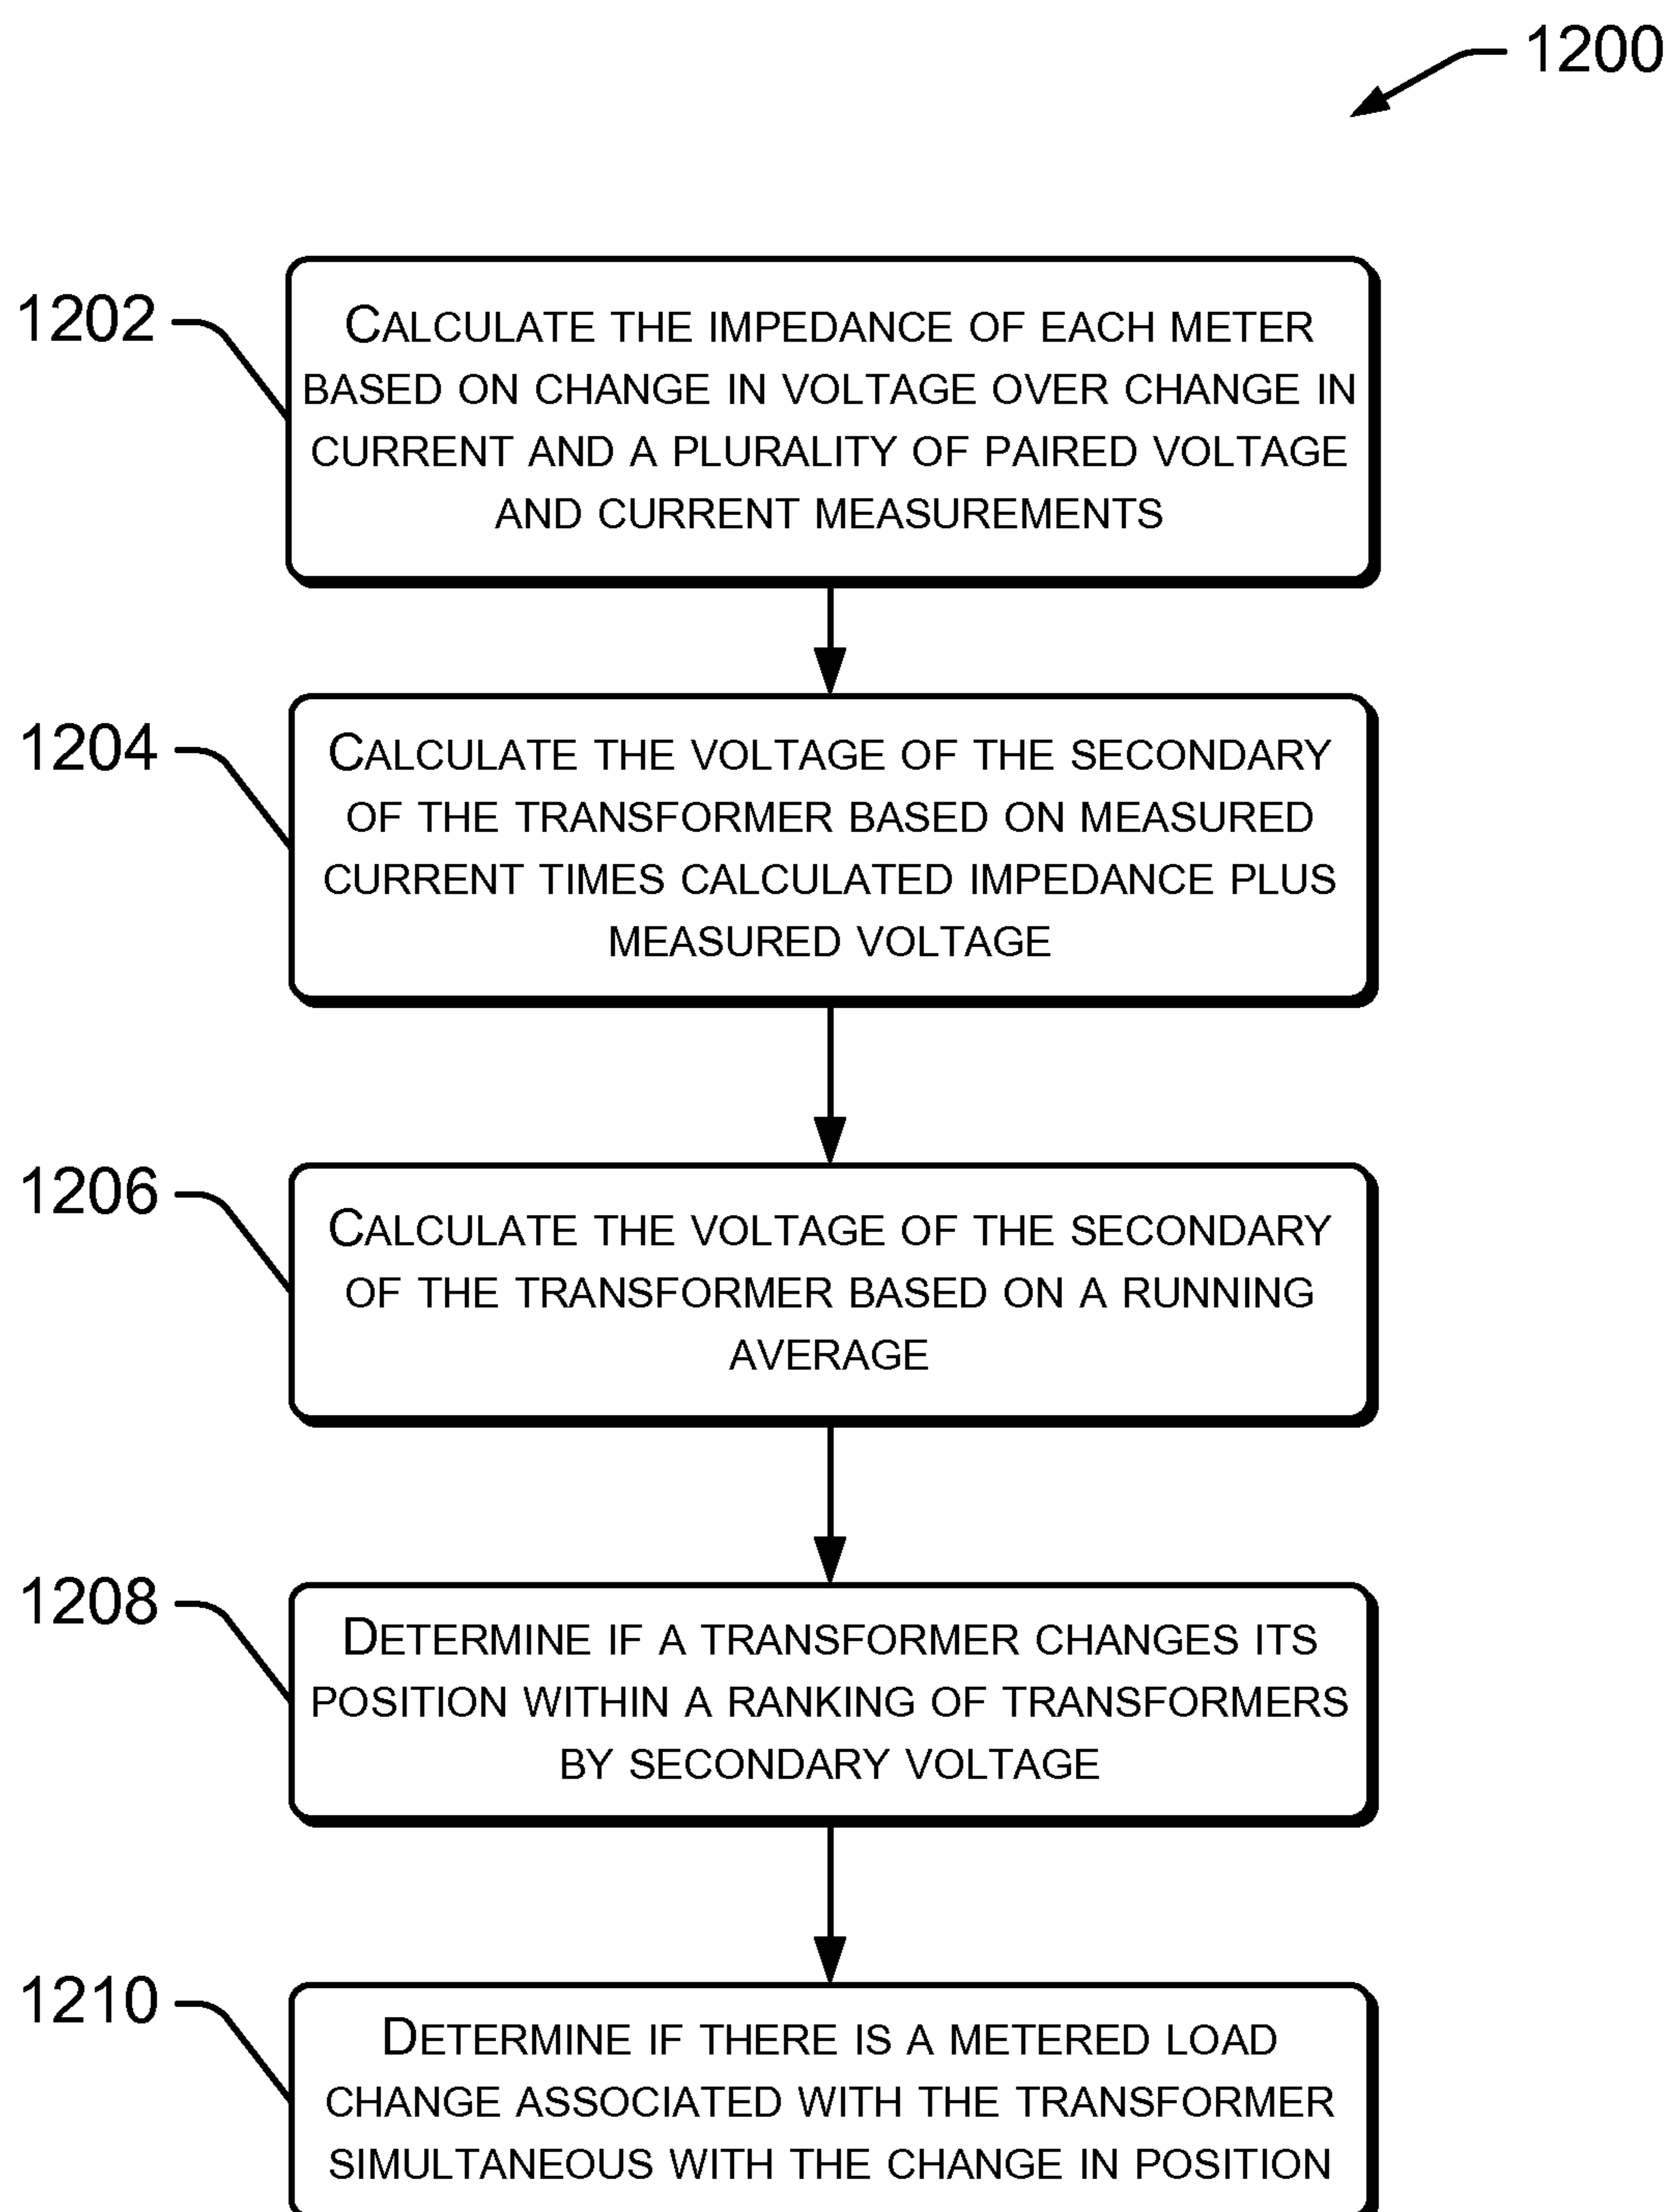 1200
1202
CALCULATE THE IMPEDANCE OF EACH METER
BASED ON CHANGE IN VOLTAGE OVER CHANGE IN
CURRENT AND A PLURALITY OF PAIRED VOLTAGE
AND CURRENT MEASUREMENTS
1204
CALCULATE THE VOLTAGE OF THE SECONDARY
OF THE TRANSFORMER BASED ON MEASURED
CURRENT TIMES CALCULATED IMPEDANCE PLUS
MEASURED VOLTAGE
1206
CALCULATE THE VOLTAGE OF THE SECONDARY
OF THE TRANSFORMER BASED ON A RUNNING
AVERAGE
1208
DETERMINE IF A TRANSFORMER CHANGES ITS
POSITION WITHIN A RANKING OF TRANSFORMERS
BY SECONDARY VOLTAGE
1210
DETERMINE IF THERE IS A METERED LOAD
CHANGE ASSOCIATED WITH THE TRANSFORMER
SIMULTANEOUS WITH THE CHANGE IN POSITION